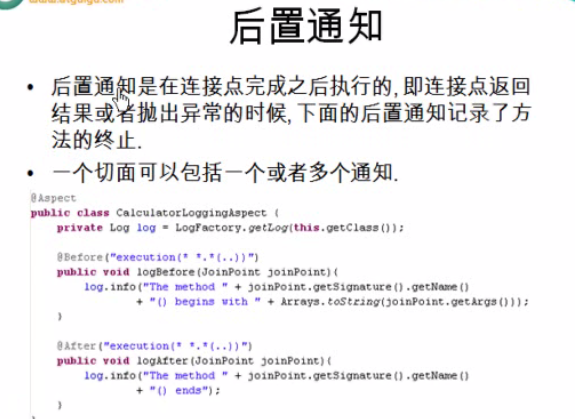 www.atguigu.com
后置通知
• 后置通知是在连接点完成之后执行的, 即连接点返回
结果或者抛出异常的时候, 下面的后置通知记录了方
法的终止.
• 一个切面可以包括一个或者多个通知.
@Aspect
public class CalculatorLoggingAspect {
private Log log = LogFactory.getLog(this.getClass());
@Before("execution(* *.*(..))")
public void logBefore(JoinPoint joinPoint){
log.info("The method " + joinPoint.getSignature().getName()
+ "() begins with " + Arrays.toString(joinPoint.getArgs()));
}
@After("execution(* *.*(..))")
public void logAfter(JoinPoint joinPoint){
log.info("The method " + joinPoint.getSignature().getName()
+ "() ends");
}